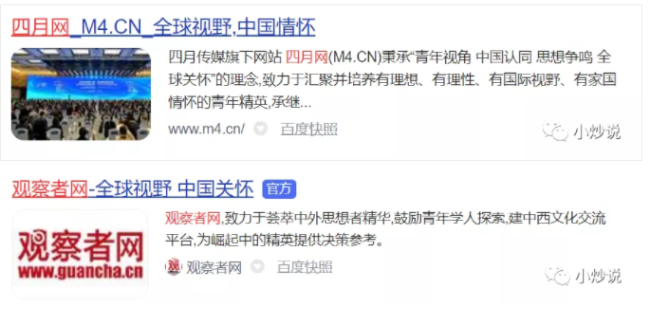 四月网_M4.CN_全球视野,中国情怀
四月传媒旗下网站 四月网(M4.CN)秉承“青年视角 中国认同 思想争鸣 全
球关怀”的理念,致力于汇聚并培养有理想、有理性、有国际视野、有家国
情怀的青年精英,承继...
www.m4.cn/ 百度快照
小炒说
观察者网-全球视野 中国关怀 官方
观察者网
www.guancha.cn
观察者网,致力于荟萃中外思想者精华,鼓励青年学人探索,建中西文化交流
平台,为崛起中的精英提供决策参考。
观察者网 百度快照
小炒说